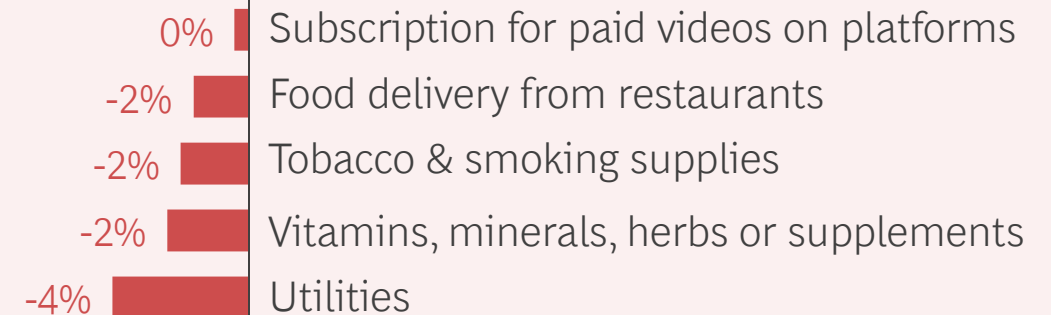 0% Subscription for paid videos on platforms
-2% Food delivery from restaurants
-2% Tobacco & smoking supplies
-2% Vitamins, minerals, herbs or supplements
-4% Utilities